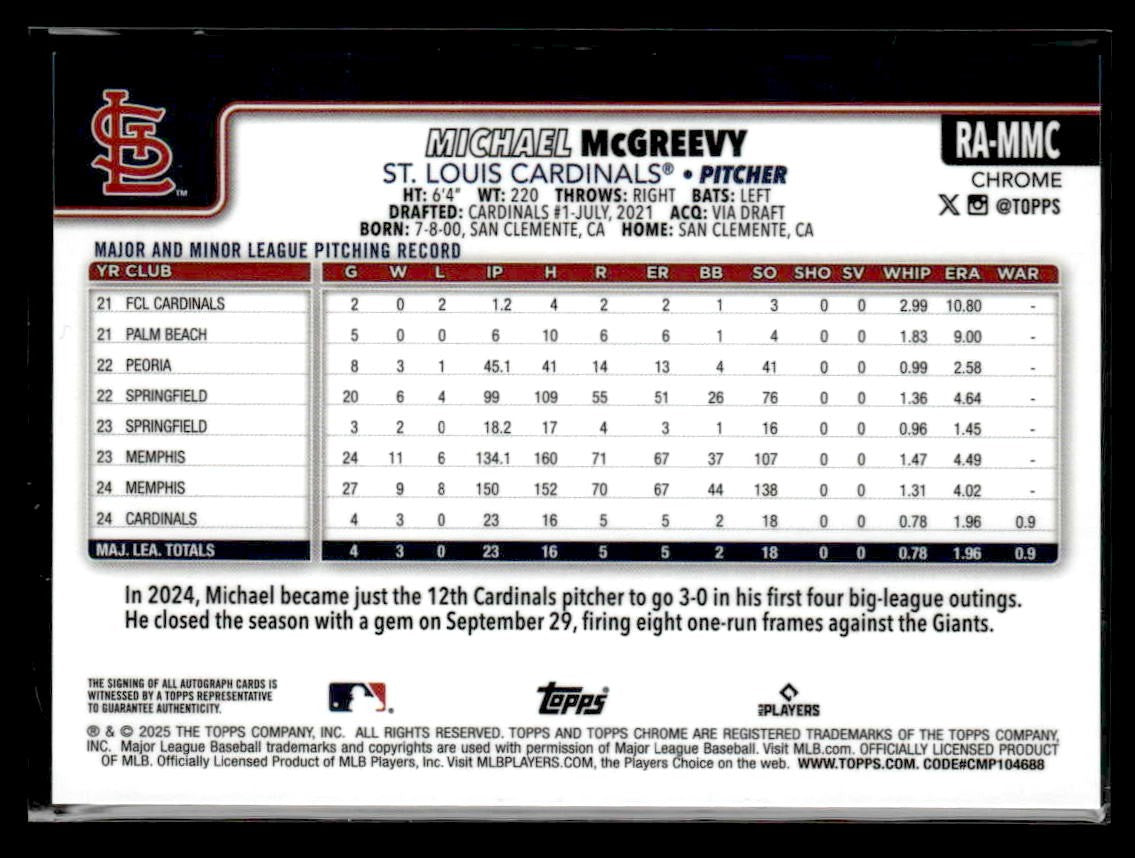 STL ™
MICHAEL McGREEVY
RA-MMC
ST. LOUIS CARDINALS® • PITCHER
CHROME
HT: 6'4" WT: 220 THROWS: RIGHT BATS: LEFT
@TOPPS
DRAFTED: CARDINALS #1-JULY, 2021 ACQ: VIA DRAFT
BORN: 7-8-00, SAN CLEMENTE, CA HOME: SAN CLEMENTE, CA
MAJOR AND MINOR LEAGUE PITCHING RECORD
YR CLUB G W L IP H R ER BB SO SHO SV WHIP ERA WAR
21 FCL CARDINALS 2 0 2 1.2 4 2 2 1 3 0 0 2.99 10.80 -
21 PALM BEACH 5 0 0 6 10 6 6 1 4 0 0 1.83 9.00 -
22 PEORIA 8 3 1 45.1 41 14 13 4 41 0 0 0.99 2.58 -
22 SPRINGFIELD 20 6 4 99 109 55 51 26 76 0 0 1.36 4.64 -
23 SPRINGFIELD 3 2 0 18.2 17 4 3 1 16 0 0 0.96 1.45 -
23 MEMPHIS 24 11 6 134.1 160 71 67 37 107 0 0 1.47 4.49 -
24 MEMPHIS 27 9 8 150 152 70 67 44 138 0 0 1.31 4.02 -
24 CARDINALS 4 3 0 23 16 5 5 2 18 0 0 0.78 1.96 0.9
MAJ. LEA. TOTALS 4 3 0 23 16 5 5 2 18 0 0 0.78 1.96 0.9
In 2024, Michael became just the 12th Cardinals pitcher to go 3-0 in his first four big-league outings.
He closed the season with a gem on September 29, firing eight one-run frames against the Giants.
THE SIGNING OF ALL AUTOGRAPH CARDS IS
WITNESSED BY A TOPPS REPRESENTATIVE
TO GUARANTEE AUTHENTICITY.
Topps®
MLB PLAYERS
® & © 2025 THE TOPPS COMPANY, INC. ALL RIGHTS RESERVED. TOPPS AND TOPPS CHROME ARE REGISTERED TRADEMARKS OF THE TOPPS COMPANY,
INC. Major League Baseball trademarks and copyrights are used with permission of Major League Baseball. Visit MLB.com. OFFICIALLY LICENSED PRODUCT
OF MLB. Officially Licensed Product of MLB Players, Inc. Visit MLBPLAYERS.COM, the Players Choice on the web. WWW.TOPPS.COM. CODE#CMP104688